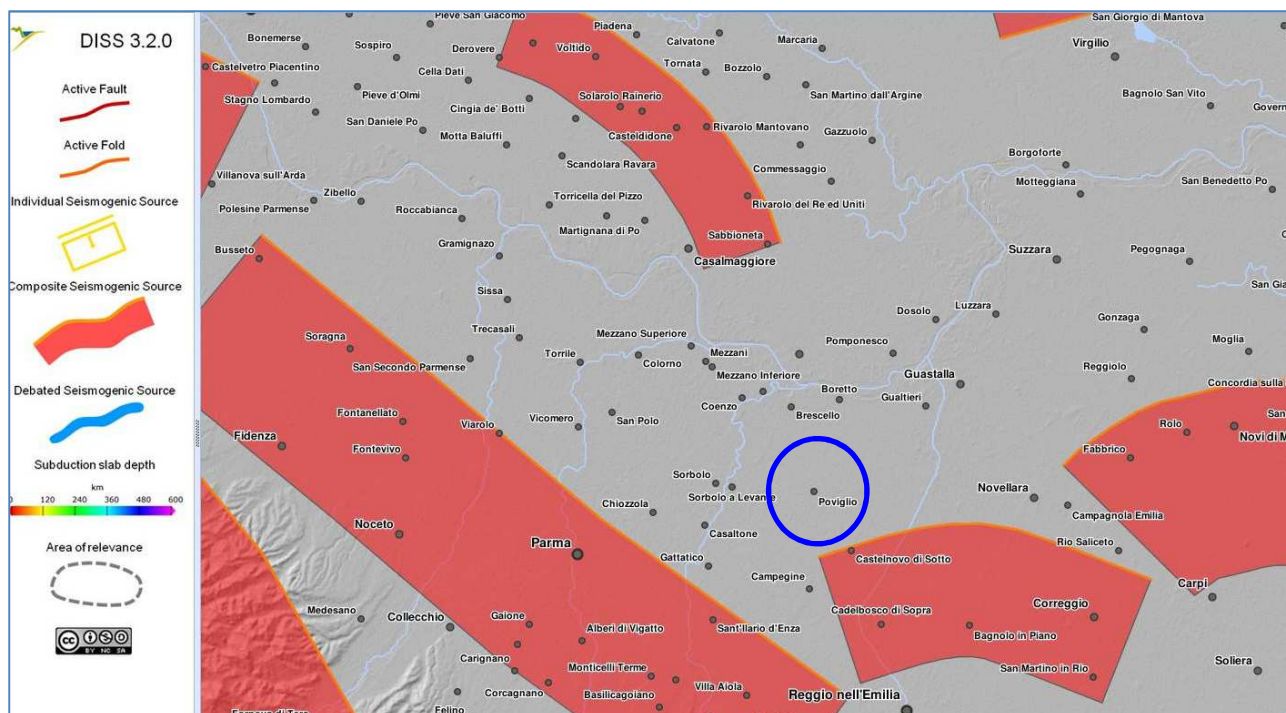 DISS 3.2.0
Active Fault
Active Fold
Individual Seismogenic Source
Composite Seismogenic Source
Debated Seismogenic Source
Subduction slab depth
km
0 120 240 360 480 600
Area of relevance
CC BY NC SA
Pieve San Giacomo
Piadena
San Giorgio di Mantova
Bonemerse
Sospiro
Derovere
Voltido
Calvatone
Marcaria
Virgilio
Castelvetro Piacentino
Cella Dati
Tornata
Bozzolo
Stagno Lombardo
Pieve d'Olmi
Cingia de' Botti
Solarolo Rainerio
San Martino dall'Argine
Bagnolo San Vito
Govern
San Daniele Po
Motta Baluffi
Casteldidone
Rivarolo Mantovano
Gazzuolo
Scandolara Ravara
Commessaggio
Borgoforte
Villanova sull'Arda
Zibello
Motteggiana
San Benedetto Po
Polesine Parmense
Roccabianca
Torricella del Pizzo
Rivarolo del Re ed Uniti
Martignana di Po
Gramignazo
Sabbioneta
Busseto
Casalmaggiore
Suzzara
Pegognaga
Sissa
San Gia
Dosolo
Luzzara
Trecasali
Gonzaga
Soragna
Mezzano Superiore
Pomponesco
Moglia
San Secondo Parmense
Torrile
Colorno
Mezzani
Reggiolo
Mezzano Inferiore
Guastalla
Concordia sulla
Boretto
Fontanellato
Coenzo
Gualtieri
San
Vicomero
San Polo
Brescello
Rolo
Viarolo
Novi di M
Fidenza
Fontevivo
Fabbrico
Sorbolo
Novellara
Sorbolo a Levante
Poviglio
Chiozzola
Campagnola Emilia
Noceto
Casaltone
Parma
Rio Saliceto
Gattatico
Castelnovo di Sotto
Campegine
Carpi
Medesano
Collecchio
Gaione
Cadelbosco di Sopra
Correggio
Alberi di Vigatto
Sant'Ilario d'Enza
Bagnolo in Piano
Carignano
Monticelli Terme
San Martino in Rio
Soliera
Corcagnano
Basilicagoiano
Villa Aiola
Reggio nell'Emilia
Felino